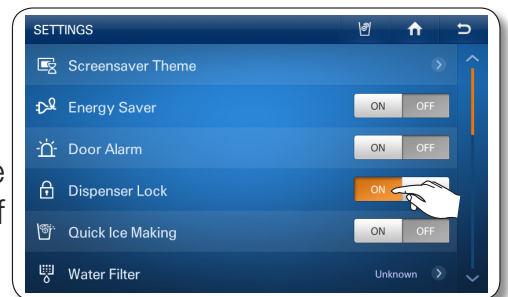 SETTINGS
Screensaver Theme
Energy Saver ON OFF
Door Alarm ON OFF
e
Dispenser Lock ON
f
Quick Ice Making ON OFF
Water Filter Unknown